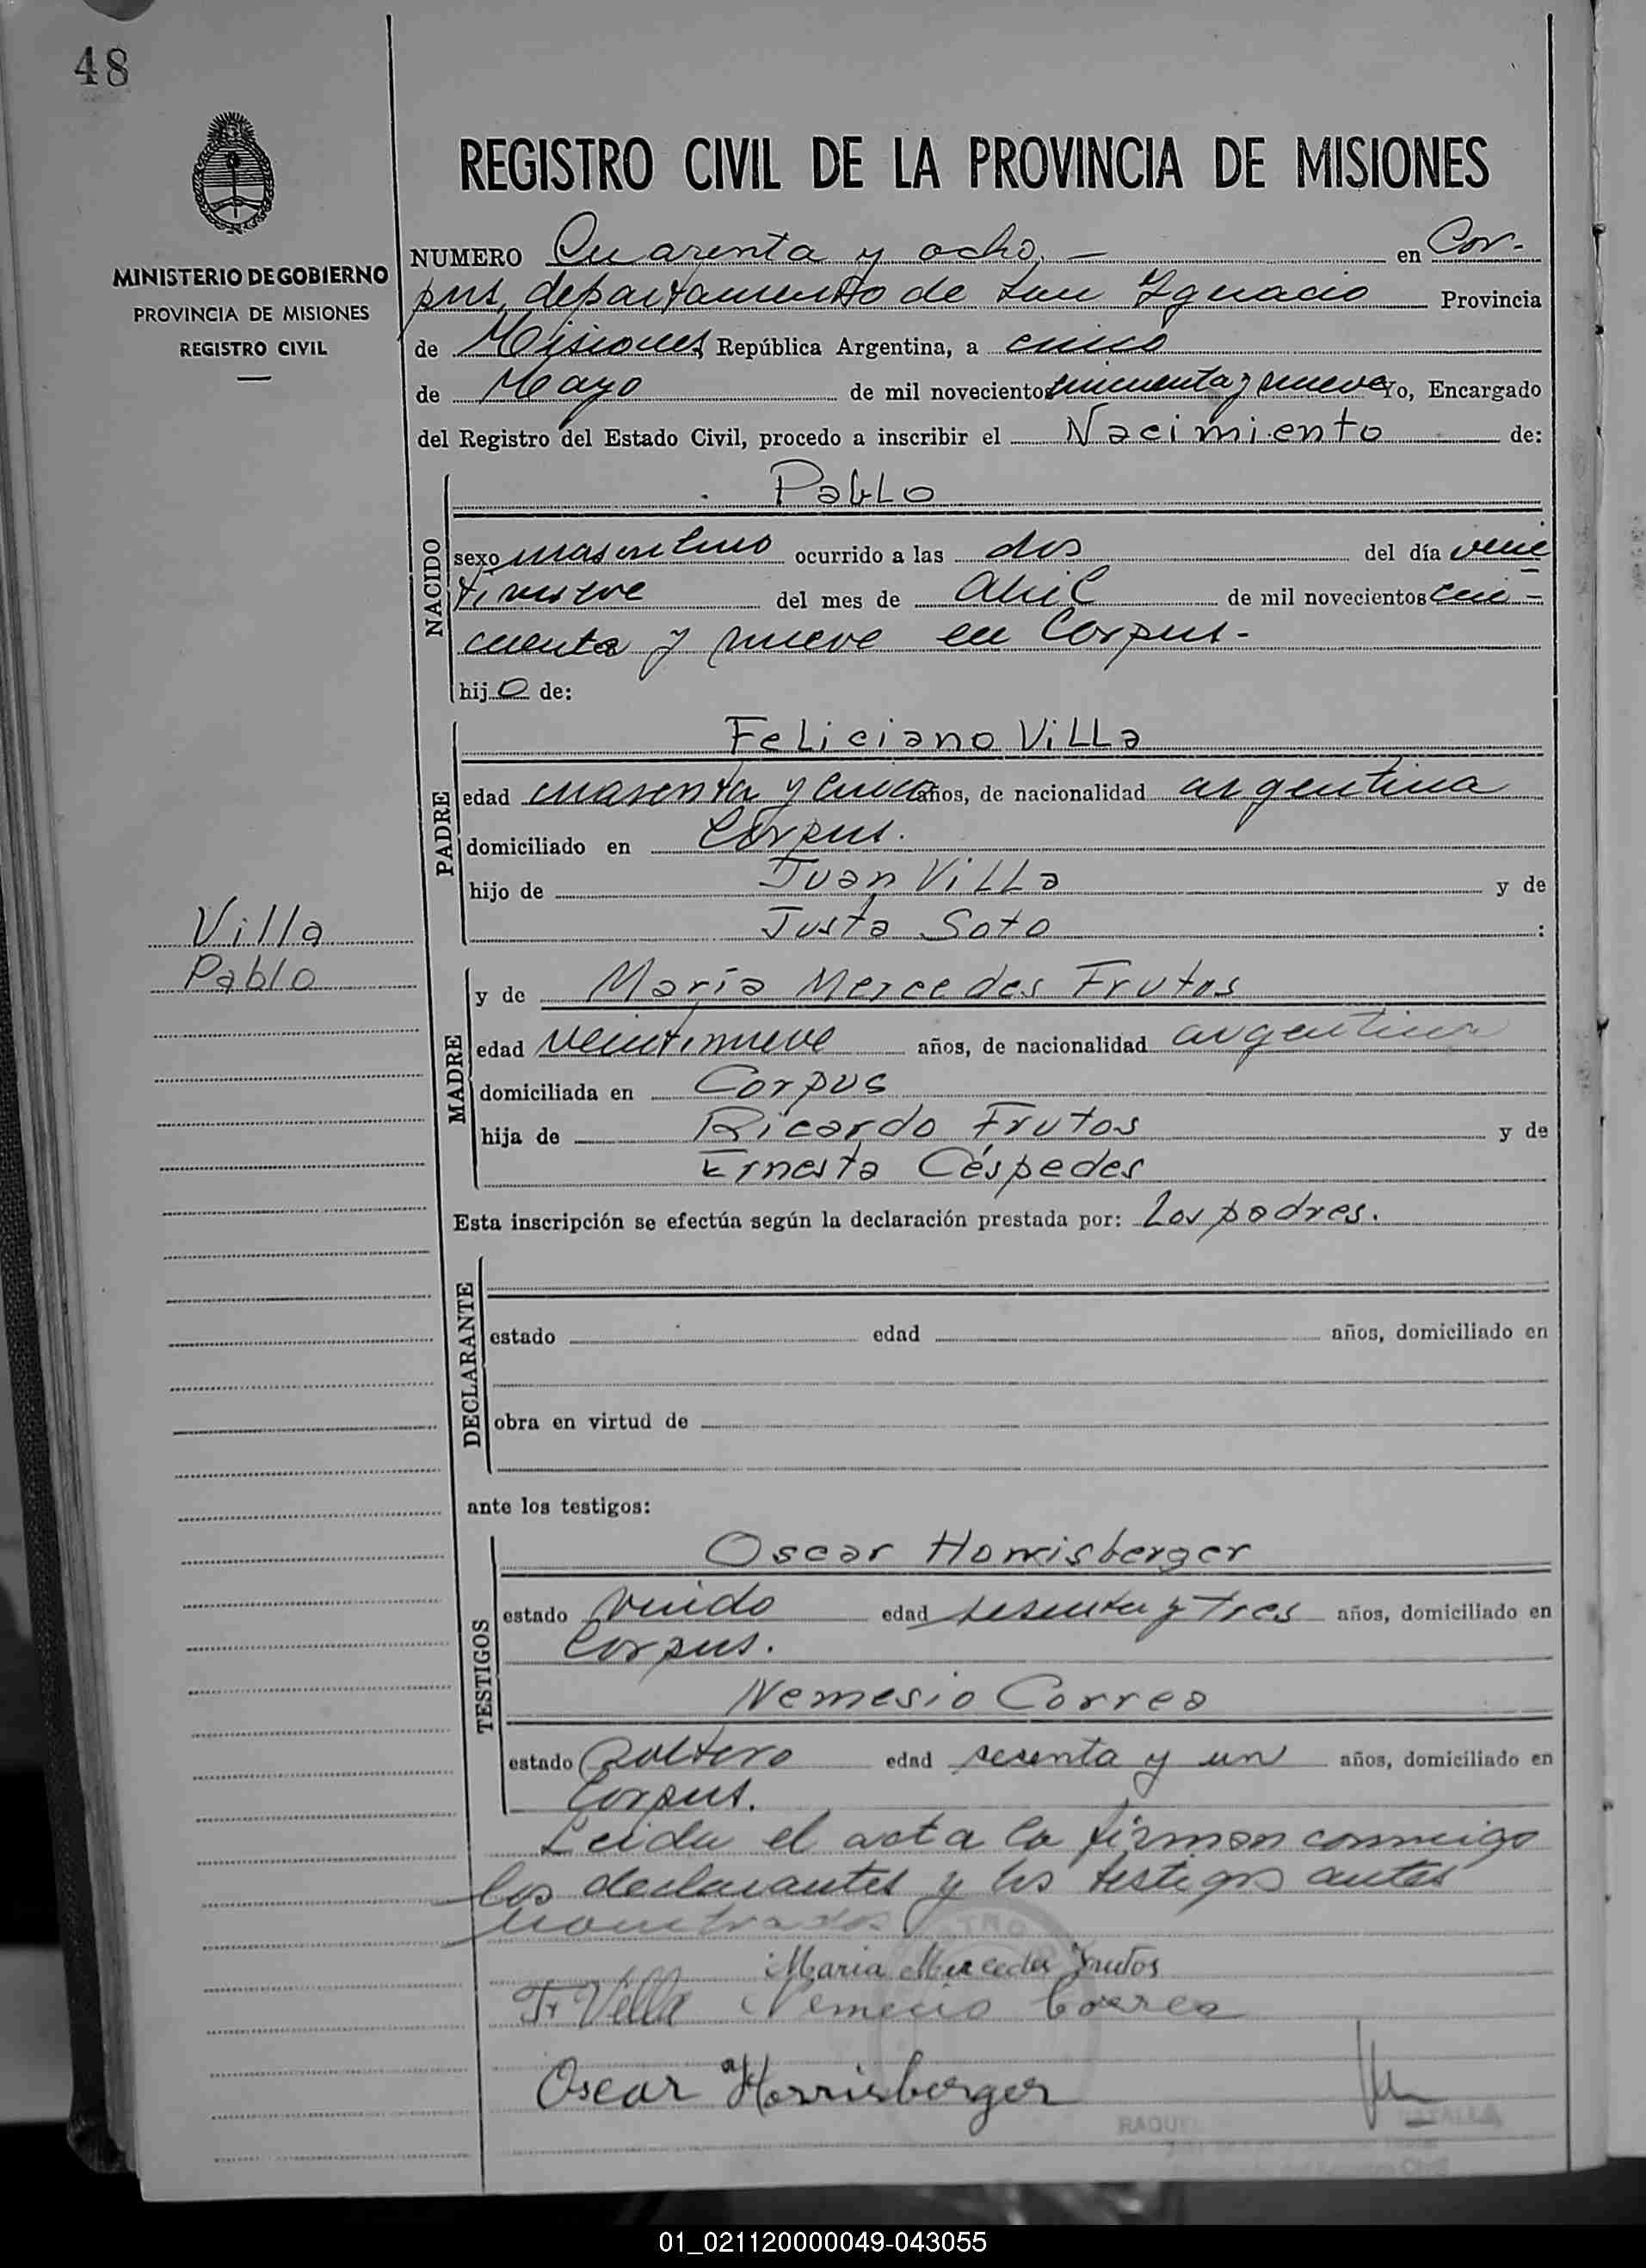 48
REGISTRO CIVIL DE LA PROVINCIA DE MISIONES
MINISTERIO DE GOBIERNO
PROVINCIA DE MISIONES
REGISTRO CIVIL
NUMERO Cuarenta y ocho. — en Cor-
pus, departamento de San Ignacio Provincia
de Misiones República Argentina, a cinco
de Mayo de mil novecientos cincuenta y nueve Yo, Encargado
del Registro del Estado Civil, procedo a inscribir el Nacimiento de:
NACIDO
Pablo
sexo masculino ocurrido a las dos del día vein
tinueve del mes de Abril de mil novecientos cin-
cuenta y nueve en Corpus.-
hijo de:
PADRE
Feliciano Villa
edad cuarenta y cinco años, de nacionalidad argentina
domiciliado en Corpus.
hijo de Juan Villa y de
Justa Soto :
Villa
Pablo
MADRE
y de María Mercedes Frutos
edad veintinueve años, de nacionalidad argentina
domiciliada en Corpus
hija de Ricardo Frutos y de
Ernesta Céspedes
Esta inscripción se efectúa según la declaración prestada por: Los padres.
DECLARANTE
estado edad años, domiciliado en
obra en virtud de
ante los testigos:
TESTIGOS
Oscar Horrisberger
estado viudo edad sesenta y tres años, domiciliado en
Corpus.
Nemesio Correa
estado soltero edad sesenta y un años, domiciliado en
Corpus.
Leida el acta la firman conmigo
los declarantes y los testigos antes
nombrados.
Maria Mercedes Frutos
F. Villa Nemecio Correa
Oscar Horrisberger
RAQUE
01_021120000049-043055